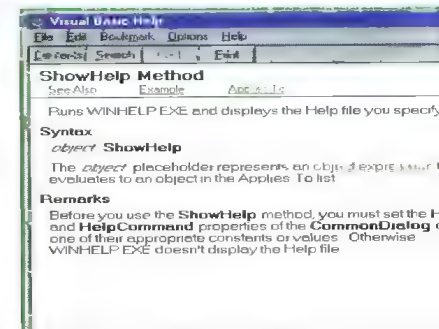 Visual Basic Help
File Edit Bookmark Options Help
Contents Search Print
ShowHelp Method
See Also Example
Runs WINHELP.EXE and displays the Help file you specify
Syntax
object ShowHelp
The object placeholder represents an object expression
evaluates to an object in the Applies To list
Remarks
Before you use the ShowHelp method, you must set the
and HelpCommand properties of the CommonDialog
one of their appropriate constants or values Otherwise
WINHELP.EXE doesn't display the Help file